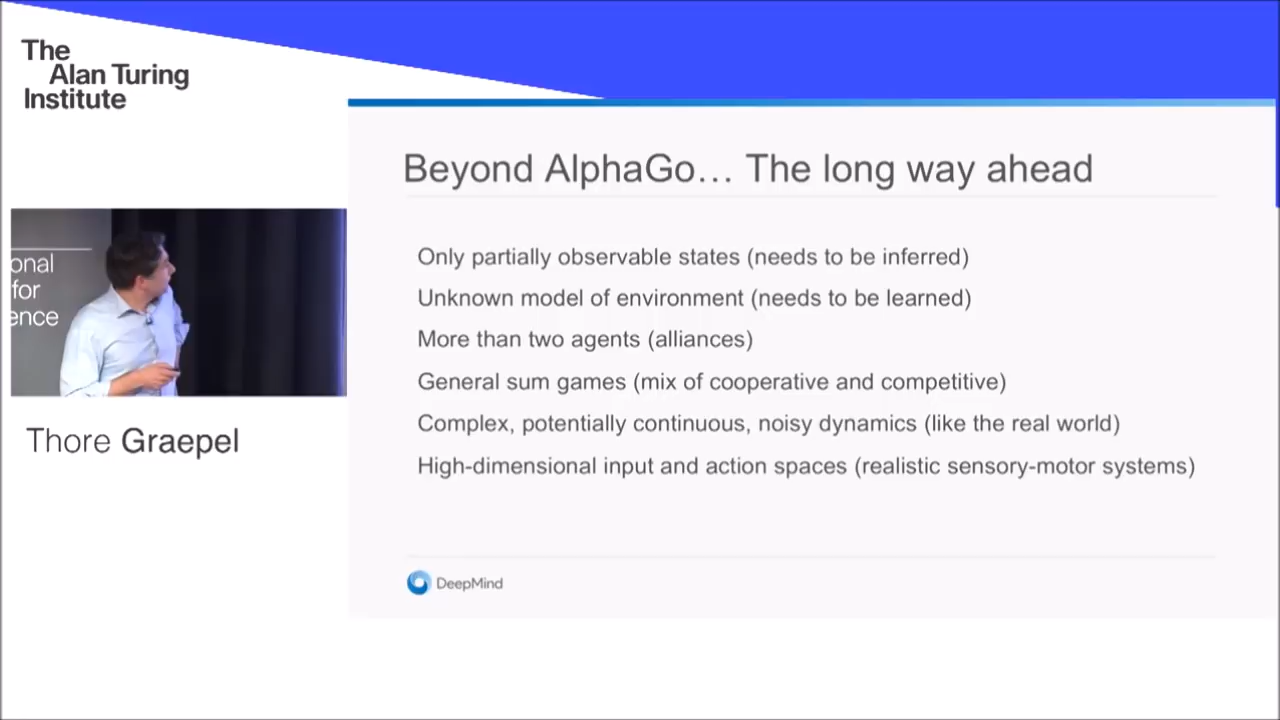 The
Alan Turing
Institute
Beyond AlphaGo… The long way ahead
Only partially observable states (needs to be inferred)
Unknown model of environment (needs to be learned)
More than two agents (alliances)
General sum games (mix of cooperative and competitive)
Complex, potentially continuous, noisy dynamics (like the real world)
High-dimensional input and action spaces (realistic sensory-motor systems)
DeepMind
onal
for
ence
Thore Graepel